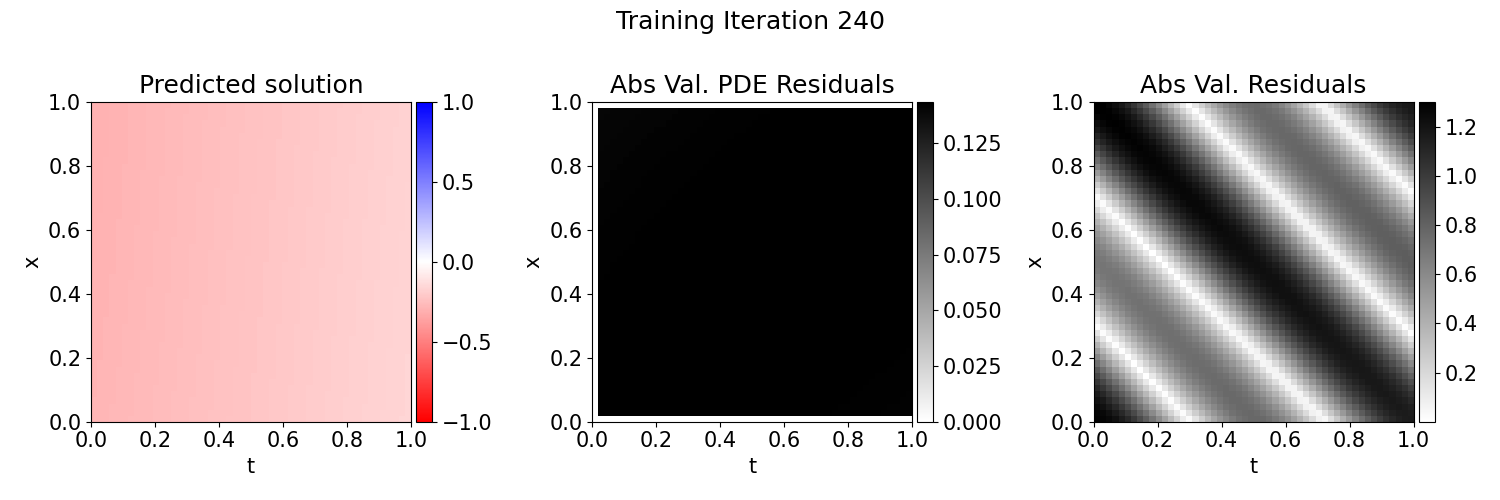 Training Iteration 240
Predicted solution
Abs Val. PDE Residuals
Abs Val. Residuals
1.0
0.8
0.6
0.4
0.2
0.0
x
0.0 0.2 0.4 0.6 0.8 1.0
t
1.0
0.5
0.0
−0.5
−1.0
1.0
0.8
0.6
0.4
0.2
0.0
x
0.0 0.2 0.4 0.6 0.8 1.0
t
0.125
0.100
0.075
0.050
0.025
0.000
1.0
0.8
0.6
0.4
0.2
0.0
x
0.0 0.2 0.4 0.6 0.8 1.0
t
1.2
1.0
0.8
0.6
0.4
0.2